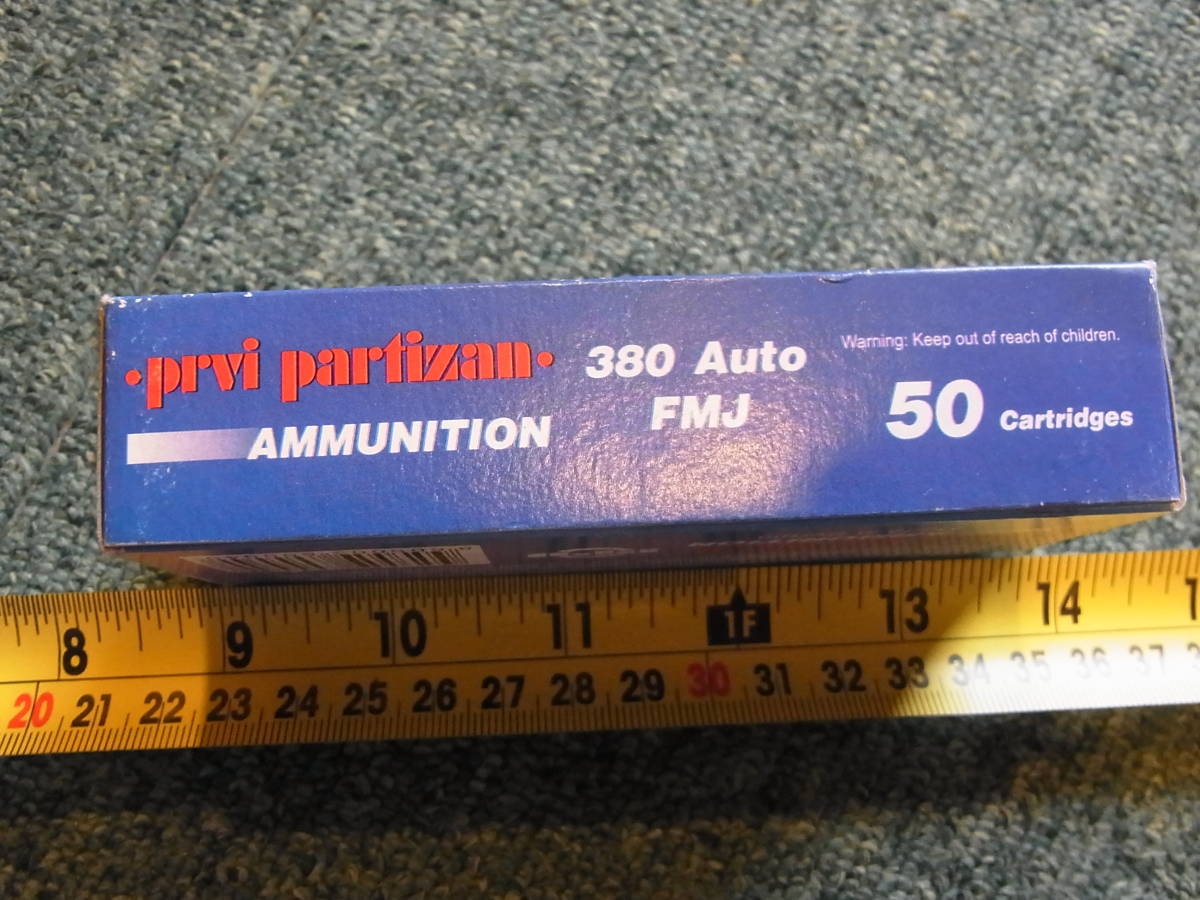 ·prvi partizan·
AMMUNITION
380 Auto
FMJ
Warning: Keep out of reach of children.
50 Cartridges
8 9 10 11 1F 13 14
20 21 22 23 24 25 26 27 28 29 30 31 32 33 34 35 36 37